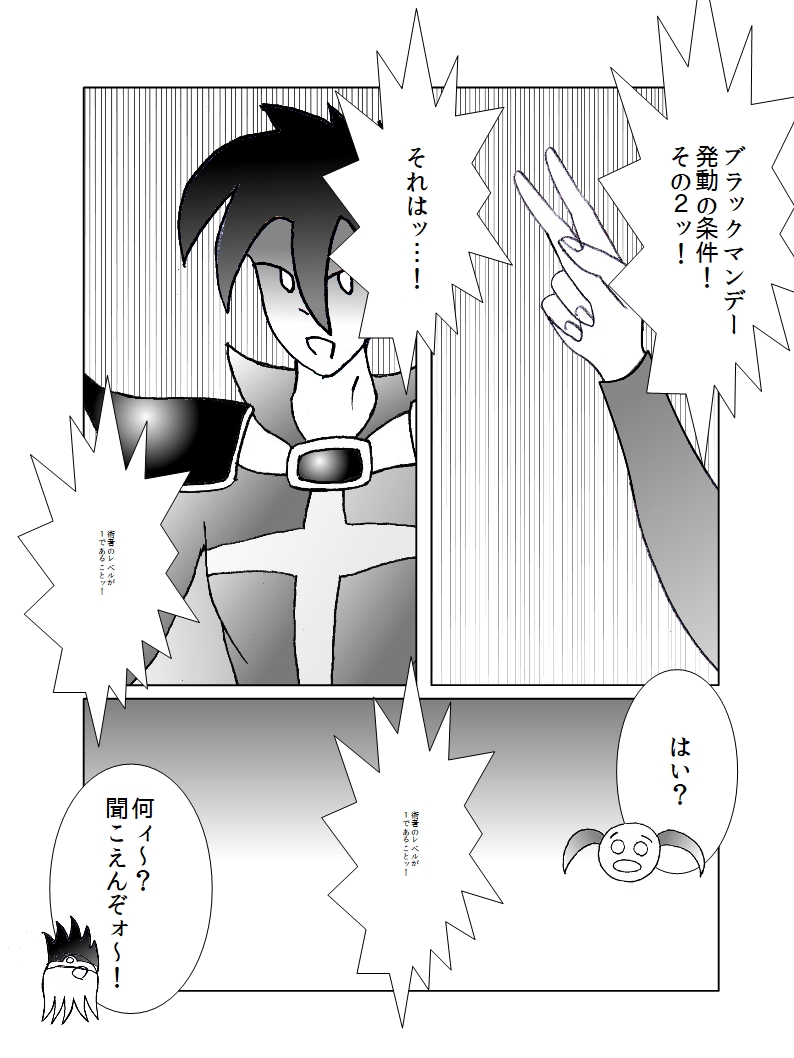 ブラックマンデー
発動の条件！
その２ッ！
それはッ…！
術者のレベルが
１であることッ！
はい？
術者のレベルが
１であることッ！
何ィ～？
聞こえんぞォ～！